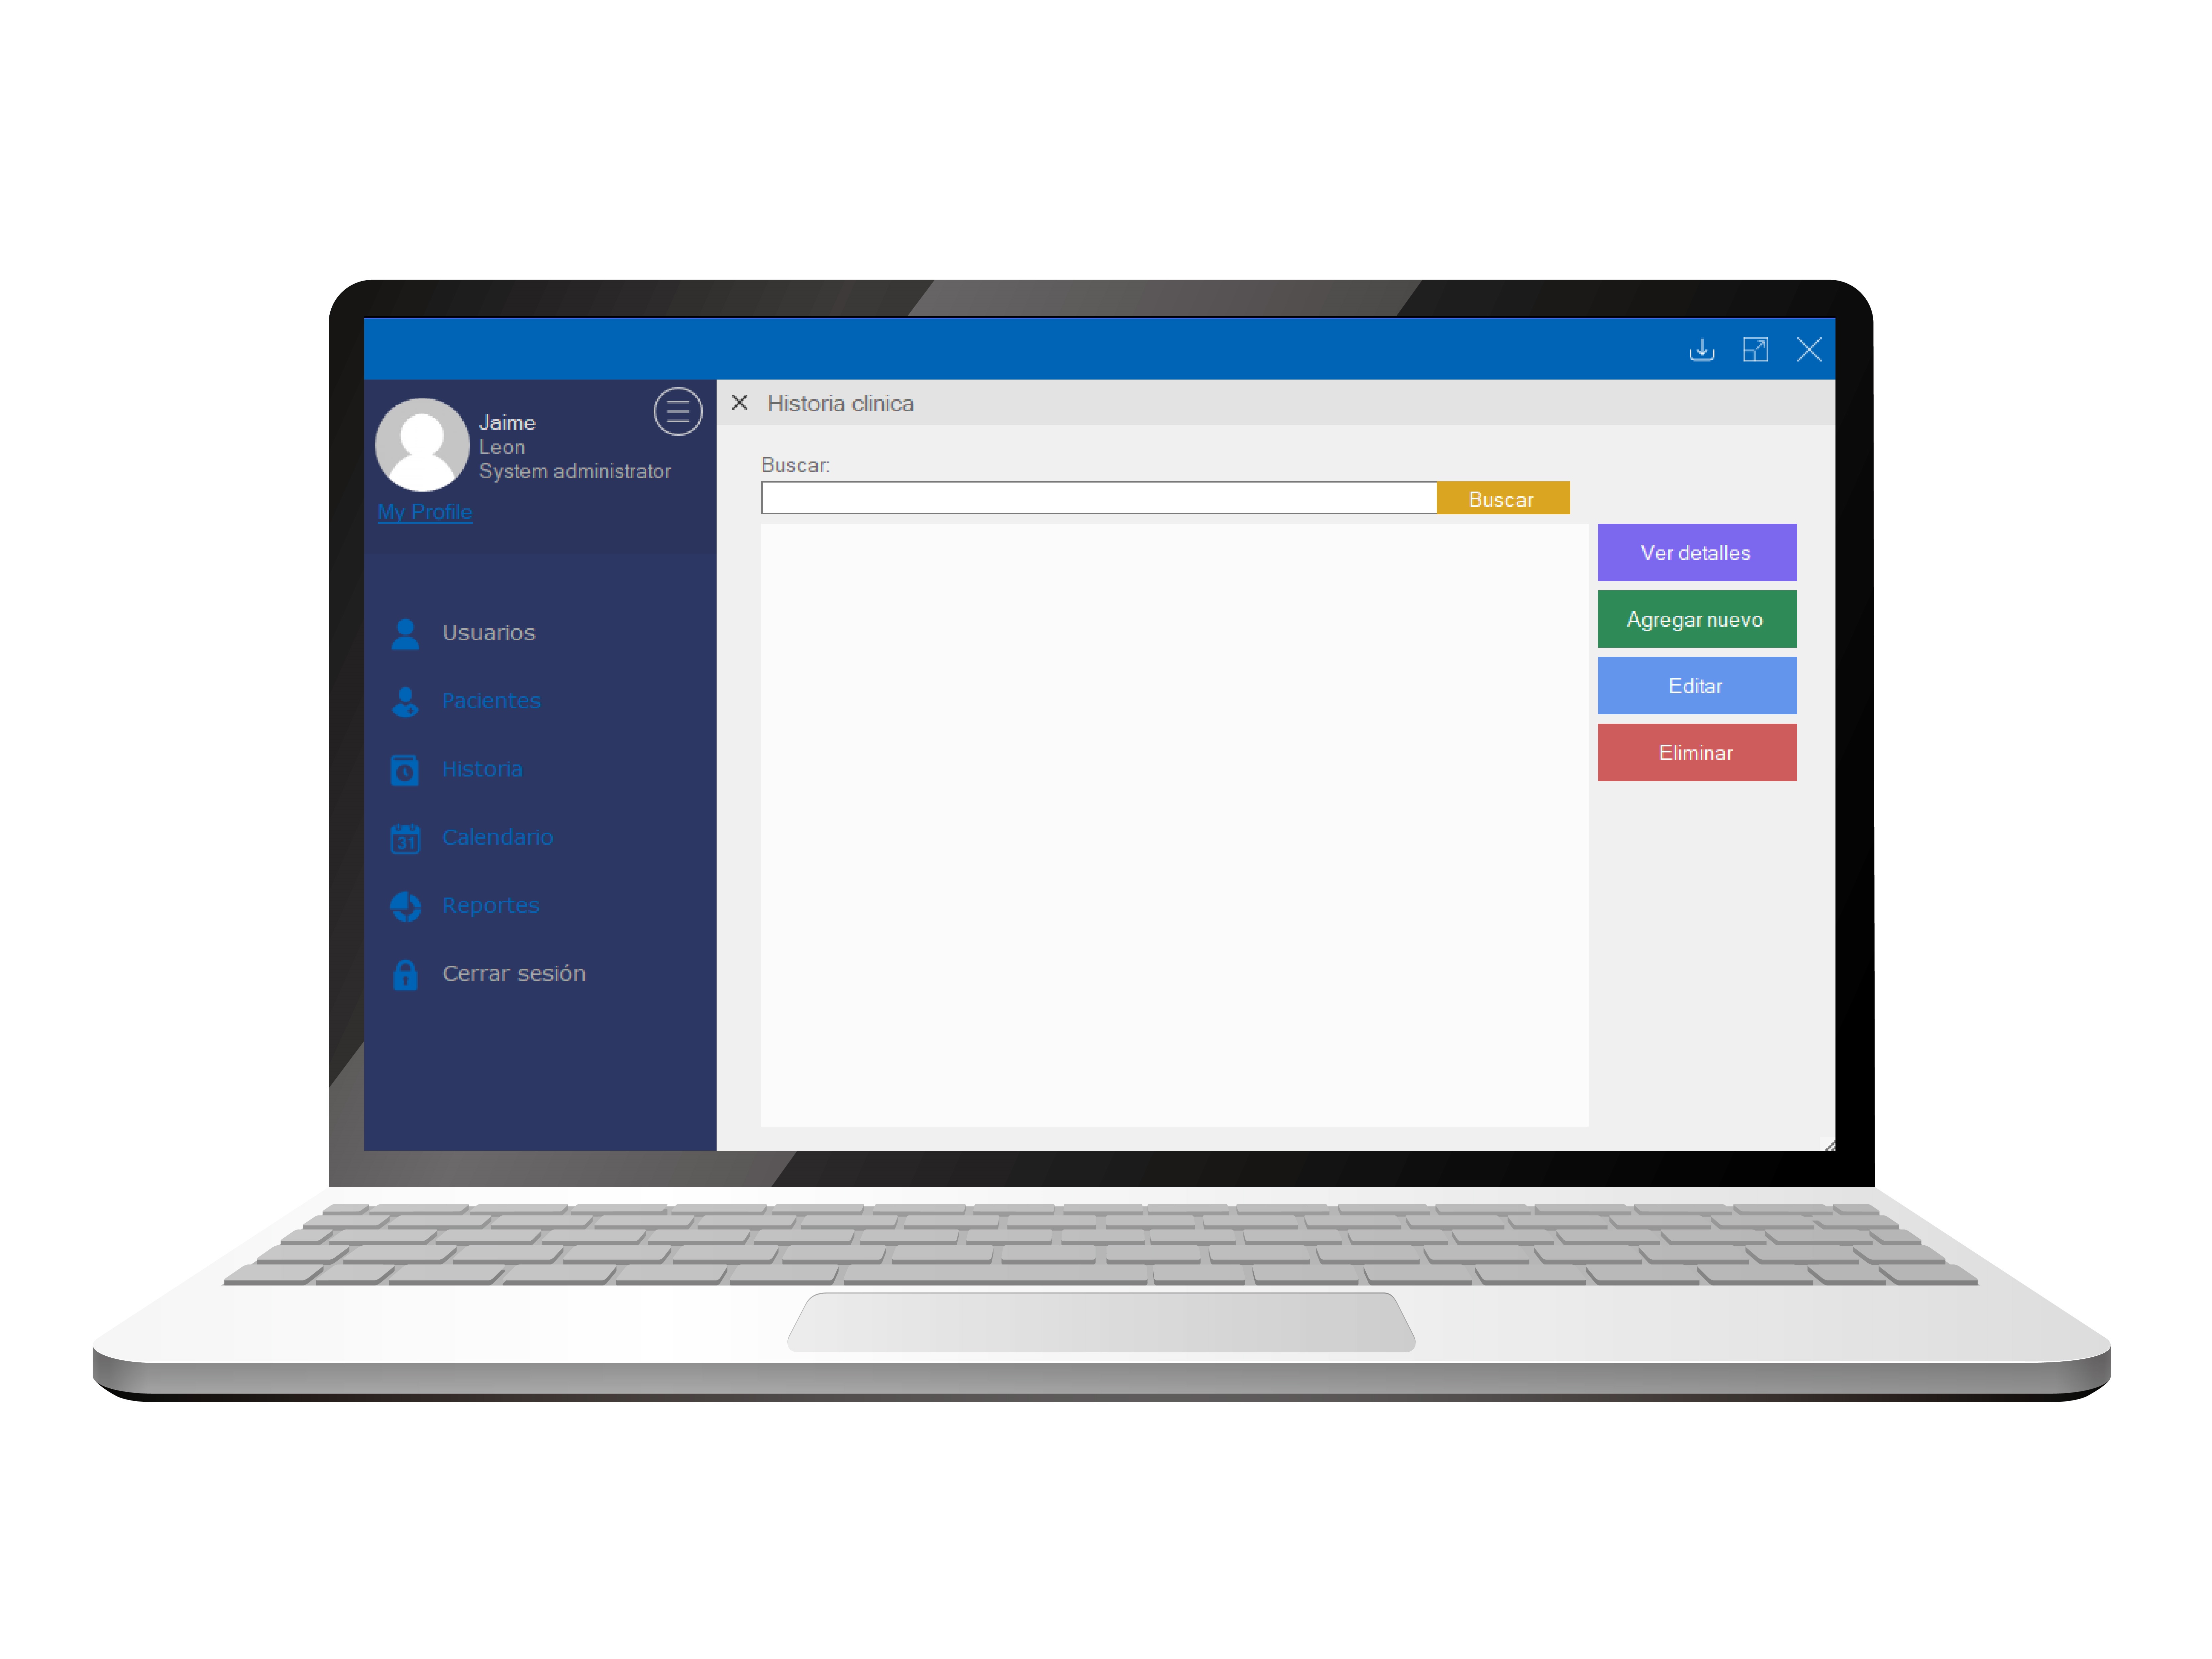 Jaime
Leon
System administrator
My Profile
Usuarios
Pacientes
Historia
31
Calendario
Reportes
Cerrar sesión
Historia clinica
Buscar:
Buscar
Ver detalles
Agregar nuevo
Editar
Eliminar